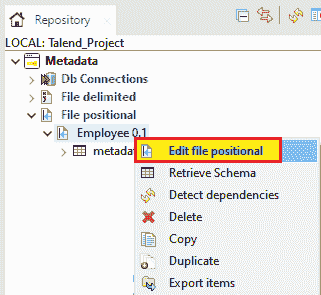 Repository
LOCAL: Talend_Project
Metadata
Db Connections
File delimited
File positional
Employee 0.1
Edit file positional
Retrieve Schema
Detect dependencies
Delete
Copy
Duplicate
Export items